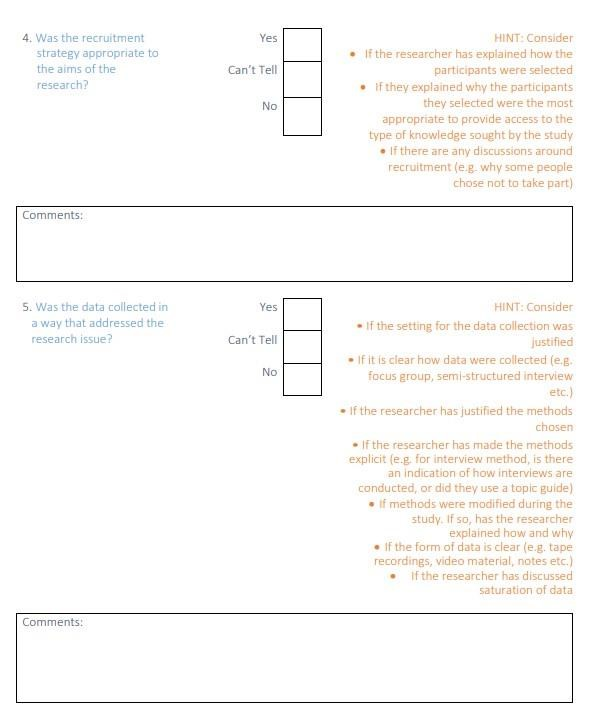 4. Was the recruitment
strategy appropriate to
the aims of the
research?
Yes
Can't Tell
No
HINT: Consider
• If the researcher has explained how the
participants were selected
• If they explained why the participants
they selected were the most
appropriate to provide access to the
type of knowledge sought by the study
• If there are any discussions around
recruitment (e.g. why some people
chose not to take part)
Comments:
5. Was the data collected in
a way that addressed the
research issue?
Yes
Can't Tell
No
HINT: Consider
• If the setting for the data collection was
justified
• If it is clear how data were collected (e.g.
focus group, semi-structured interview
etc.)
• If the researcher has justified the methods
chosen
• If the researcher has made the methods
explicit (e.g. for interview method, is there
an indication of how interviews are
conducted, or did they use a topic guide)
• If methods were modified during the
study. If so, has the researcher
explained how and why
• If the form of data is clear (e.g. tape
recordings, video material, notes etc.)
• If the researcher has discussed
saturation of data
Comments: